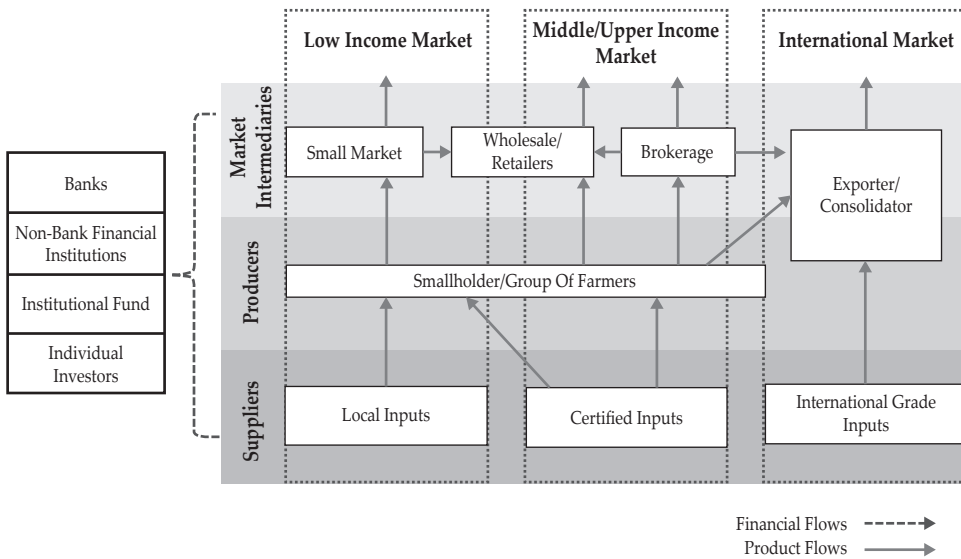 Low Income Market
Middle/Upper Income
Market
International Market
Market
Intermediaries
Small Market
Wholesale/
Retailers
Brokerage
Exporter/
Consolidator
Banks
Non-Bank Financial
Institutions
Institutional Fund
Individual
Investors
Producers
Smallholder/Group Of Farmers
Suppliers
Local Inputs
Certified Inputs
International Grade
Inputs
Financial Flows
Product Flows